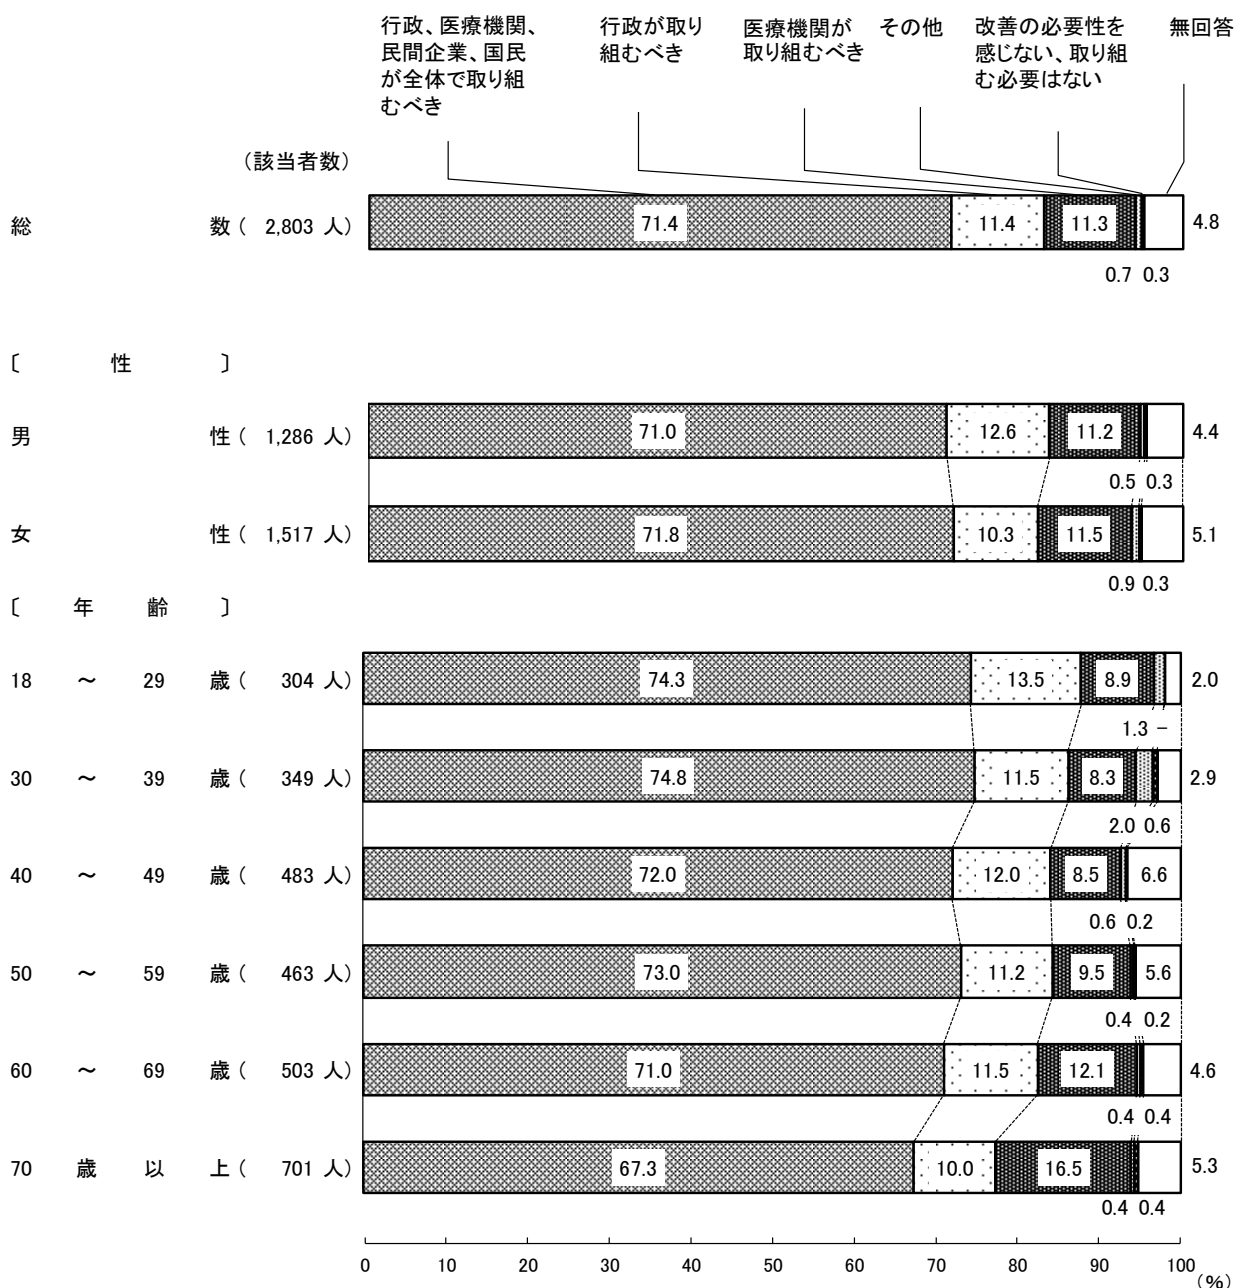 行政、医療機関、
民間企業、国民
が全体で取り組
むべき
行政が取り
組むべき
医療機関が
取り組むべき
その他
改善の必要性を
感じない、取り組
む必要はない
無回答
(該当者数)
総 数( 2,803 人) 71.4 11.4 11.3 4.8
0.7 0.3
〔 性 〕
男 性( 1,286 人) 71.0 12.6 11.2 4.4
0.5 0.3
女 性( 1,517 人) 71.8 10.3 11.5 5.1
0.9 0.3
〔 年 齢 〕
18 ～ 29 歳( 304 人) 74.3 13.5 8.9 2.0
1.3 −
30 ～ 39 歳( 349 人) 74.8 11.5 8.3 2.9
2.0 0.6
40 ～ 49 歳( 483 人) 72.0 12.0 8.5 6.6
0.6 0.2
50 ～ 59 歳( 463 人) 73.0 11.2 9.5 5.6
0.4 0.2
60 ～ 69 歳( 503 人) 71.0 11.5 12.1 4.6
0.4 0.4
70 歳 以 上( 701 人) 67.3 10.0 16.5 5.3
0.4 0.4
0 10 20 30 40 50 60 70 80 90 100
(%)